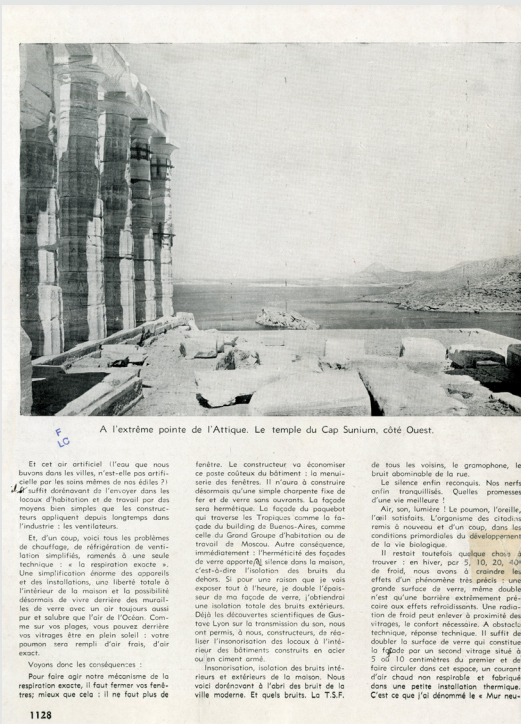 A l'extrême pointe de l'Attique. Le temple du Cap Sunium, côté Ouest.
F
LC
Et cet air artificiel (l'eau que nous
buvons dans les villes, n'est-elle pas artifi-
cielle par les soins mêmes de nos édiles ?)
suffit dorénavant de l'envoyer dans les
locaux d'habitation et de travail par des
moyens bien simples que les construc-
teurs appliquent depuis longtemps dans
l'industrie : les ventilateurs.
Et, d'un coup, voici tous les problèmes
de chauffage, de réfrigération de venti-
lation simplifiés, ramenés à une seule
technique : « la respiration exacte ».
Une simplification énorme des appareils
et des installations, une liberté totale à
l'intérieur de la maison et la possibilité
désormais de vivre derrière des murail-
les de verre avec un air toujours aussi
pur et salubre que l'air de l'Océan. Com-
me sur vos plages, vous pouvez derrière
vos vitrages être en plein soleil : votre
poumon sera rempli d'air frais, d'air
exact.
Voyons donc les conséquences :
Pour faire agir notre mécanisme de la
respiration exacte, il faut fermer vos fenê-
tres; mieux que cela : il ne faut plus de
1128
fenêtre. Le constructeur va économiser
ce poste coûteux du bâtiment : la menui-
serie des fenêtres. Il n'aura à construire
désormais qu'une simple charpente fixe de
fer et de verre sans ouvrants. La façade
sera hermétique. La façade du paquebot
qui traverse les Tropiques comme la fa-
çade du building de Buenos-Aires, comme
celle du Grand Groupe d'habitation ou de
travail de Moscou. Autre conséquence,
immédiatement : l'herméticité des façades
de verre apporte silence dans la maison,
c'est-à-dire l'isolation des bruits du
dehors. Si pour une raison que je vais
exposer tout à l'heure, je double l'épais-
seur de ma façade de verre, j'obtiendrai
une isolation totale des bruits extérieurs.
Déjà les découvertes scientifiques de Gus-
tave Lyon sur la transmission du son, nous
ont permis, à nous, constructeurs, de réa-
liser l'insonorisation des locaux à l'inté-
rieur des bâtiments construits en acier
ou en ciment armé.
Insonorisation, isolation des bruits inté-
rieurs et extérieurs de la maison. Nous
voici dorénavant à l'abri des bruit de la
ville moderne. Et quels bruits. La T.S.F.
de tous les voisins, le gramophone, le
bruit abominable de la rue.
Le silence enfin reconquis. Nos nerfs
enfin tranquillisés. Quelles promesses
d'une vie meilleure !
Air, son, lumière ! Le poumon, l'oreille,
l'œil satisfaits. L'organisme des citadins
remis à nouveau et d'un coup, dans les
conditions primordiales du développement
de la vie biologique.
Il restait toutefois quelque chose à
trouver : en hiver, par 5, 10, 20, 40°
de froid, nous avons à craindre les
effets d'un phénomène très précis : une
grande surface de verre, même double
n'est qu'une barrière extrêmement pré-
caire aux effets refroidissants. Une radia-
tion de froid peut enlever à proximité des
vitrages, le confort nécessaire. A obstacle
technique, réponse technique. Il suffit de
doubler la surface de verre qui constitue
la façade par un second vitrage situé à
5 ou 10 centimètres du premier et de
faire circuler dans cet espace, un courant
d'air chaud non respirable et fabriqué
dans une petite installation thermique.
C'est ce que j'ai dénommé le « Mur neu-